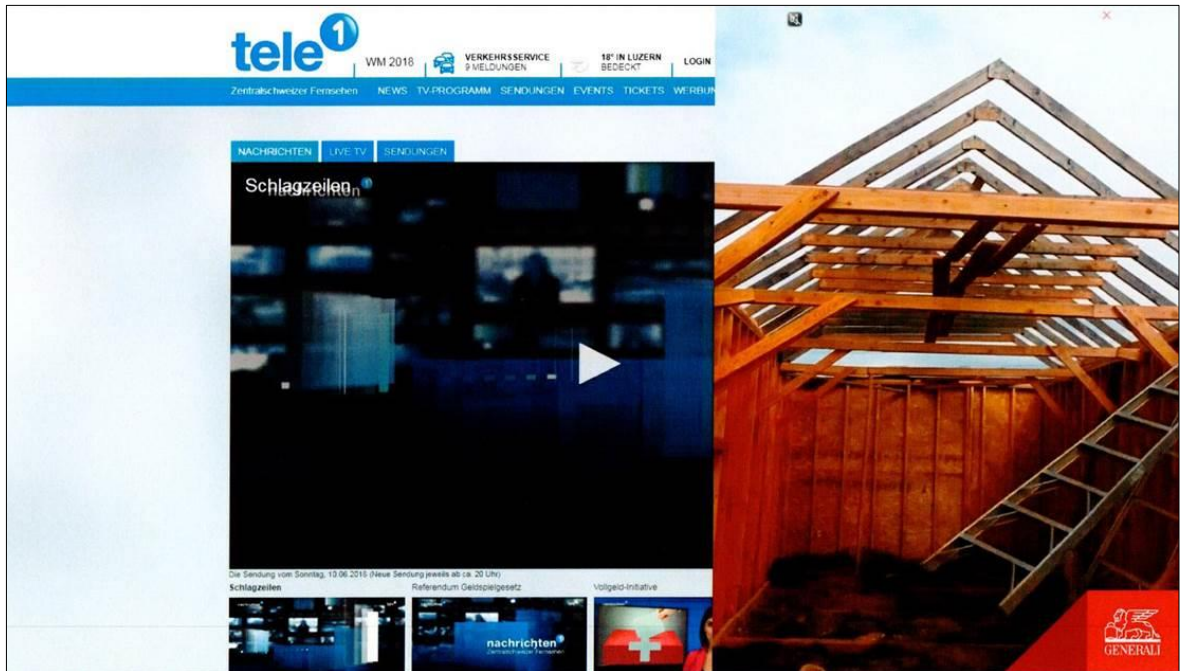 tele1
WM 2018
VERKEHRSSERVICE
9 MELDUNGEN
18° IN LUZERN
BEDECKT
LOGIN
Zentralschweizer Fernsehen
NEWS TV-PROGRAMM SENDUNGEN EVENTS TICKETS WERBUN
NACHRICHTEN LIVE TV SENDUNGEN
Schlagzeilen
nachrichten
Die Sendung vom Sonntag, 10.06.2018 (Neue Sendung jeweils ab ca. 20 Uhr)
Schlagzeilen
Referendum Geldspielgesetz
Vollgeld-Initiative
nachrichten
Zentralschweizer Fernsehen
GENERALI